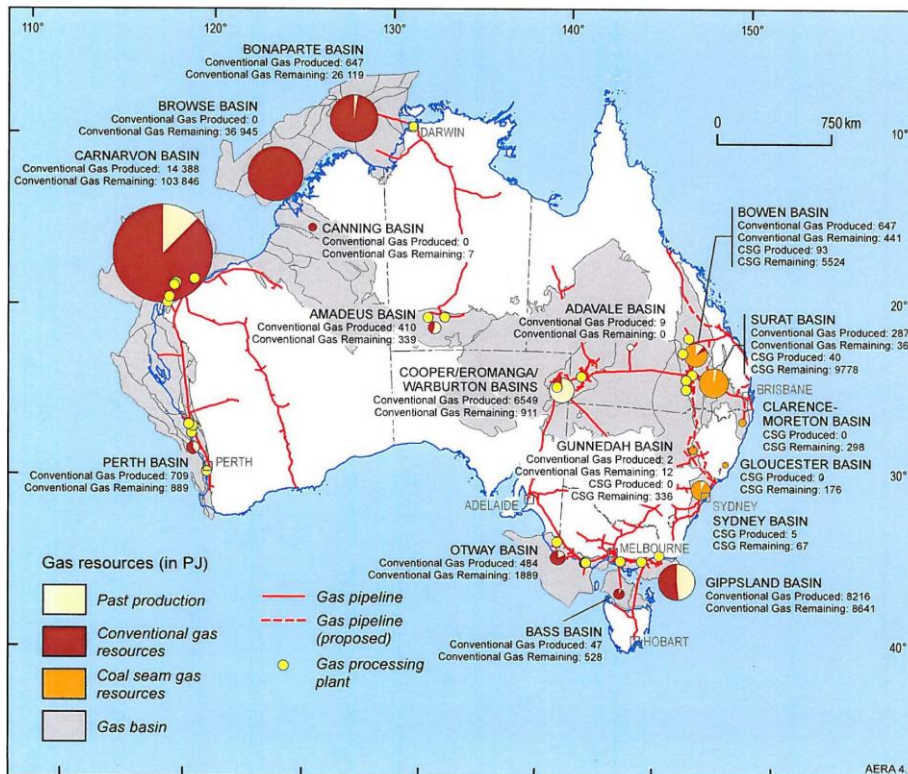 110°
120°
130°
140°
150°
BONAPARTE BASIN
Conventional Gas Produced: 647
Conventional Gas Remaining: 26 119
BROWSE BASIN
Conventional Gas Produced: 0
Conventional Gas Remaining: 36 945
CARNARVON BASIN
Conventional Gas Produced: 14 388
Conventional Gas Remaining: 103 846
DARWIN
10°
0
750 km
CANNING BASIN
Conventional Gas Produced: 0
Conventional Gas Remaining: 7
BOWEN BASIN
Conventional Gas Produced: 647
Conventional Gas Remaining: 441
CSG Produced: 93
CSG Remaining: 5524
20°
AMADEUS BASIN
Conventional Gas Produced: 410
Conventional Gas Remaining: 339
ADAVALE BASIN
Conventional Gas Produced: 9
Conventional Gas Remaining: 0
SURAT BASIN
Conventional Gas Produced: 287
Conventional Gas Remaining: 36
CSG Produced: 40
CSG Remaining: 9778
COOPER/EROMANGA/
WARBURTON BASINS
Conventional Gas Produced: 6549
Conventional Gas Remaining: 911
BRISBANE
CLARENCE-
MORETON BASIN
CSG Produced: 0
CSG Remaining: 298
GUNNEDAH BASIN
Conventional Gas Produced: 2
Conventional Gas Remaining: 12
CSG Produced: 0
CSG Remaining: 336
GLOUCESTER BASIN
CSG Produced: 0
CSG Remaining: 176
PERTH BASIN
Conventional Gas Produced: 709
Conventional Gas Remaining: 889
PERTH
30°
ADELAIDE
SYDNEY
SYDNEY BASIN
CSG Produced: 5
CSG Remaining: 67
OTWAY BASIN
Conventional Gas Produced: 484
Conventional Gas Remaining: 1889
MELBOURNE
GIPPSLAND BASIN
Conventional Gas Produced: 8216
Conventional Gas Remaining: 8641
BASS BASIN
Conventional Gas Produced: 47
Conventional Gas Remaining: 528
HOBART
40°
Gas resources (in PJ)
Past production
Conventional gas
resources
Coal seam gas
resources
Gas basin
Gas pipeline
Gas pipeline
(proposed)
Gas processing
plant
AERA 4.